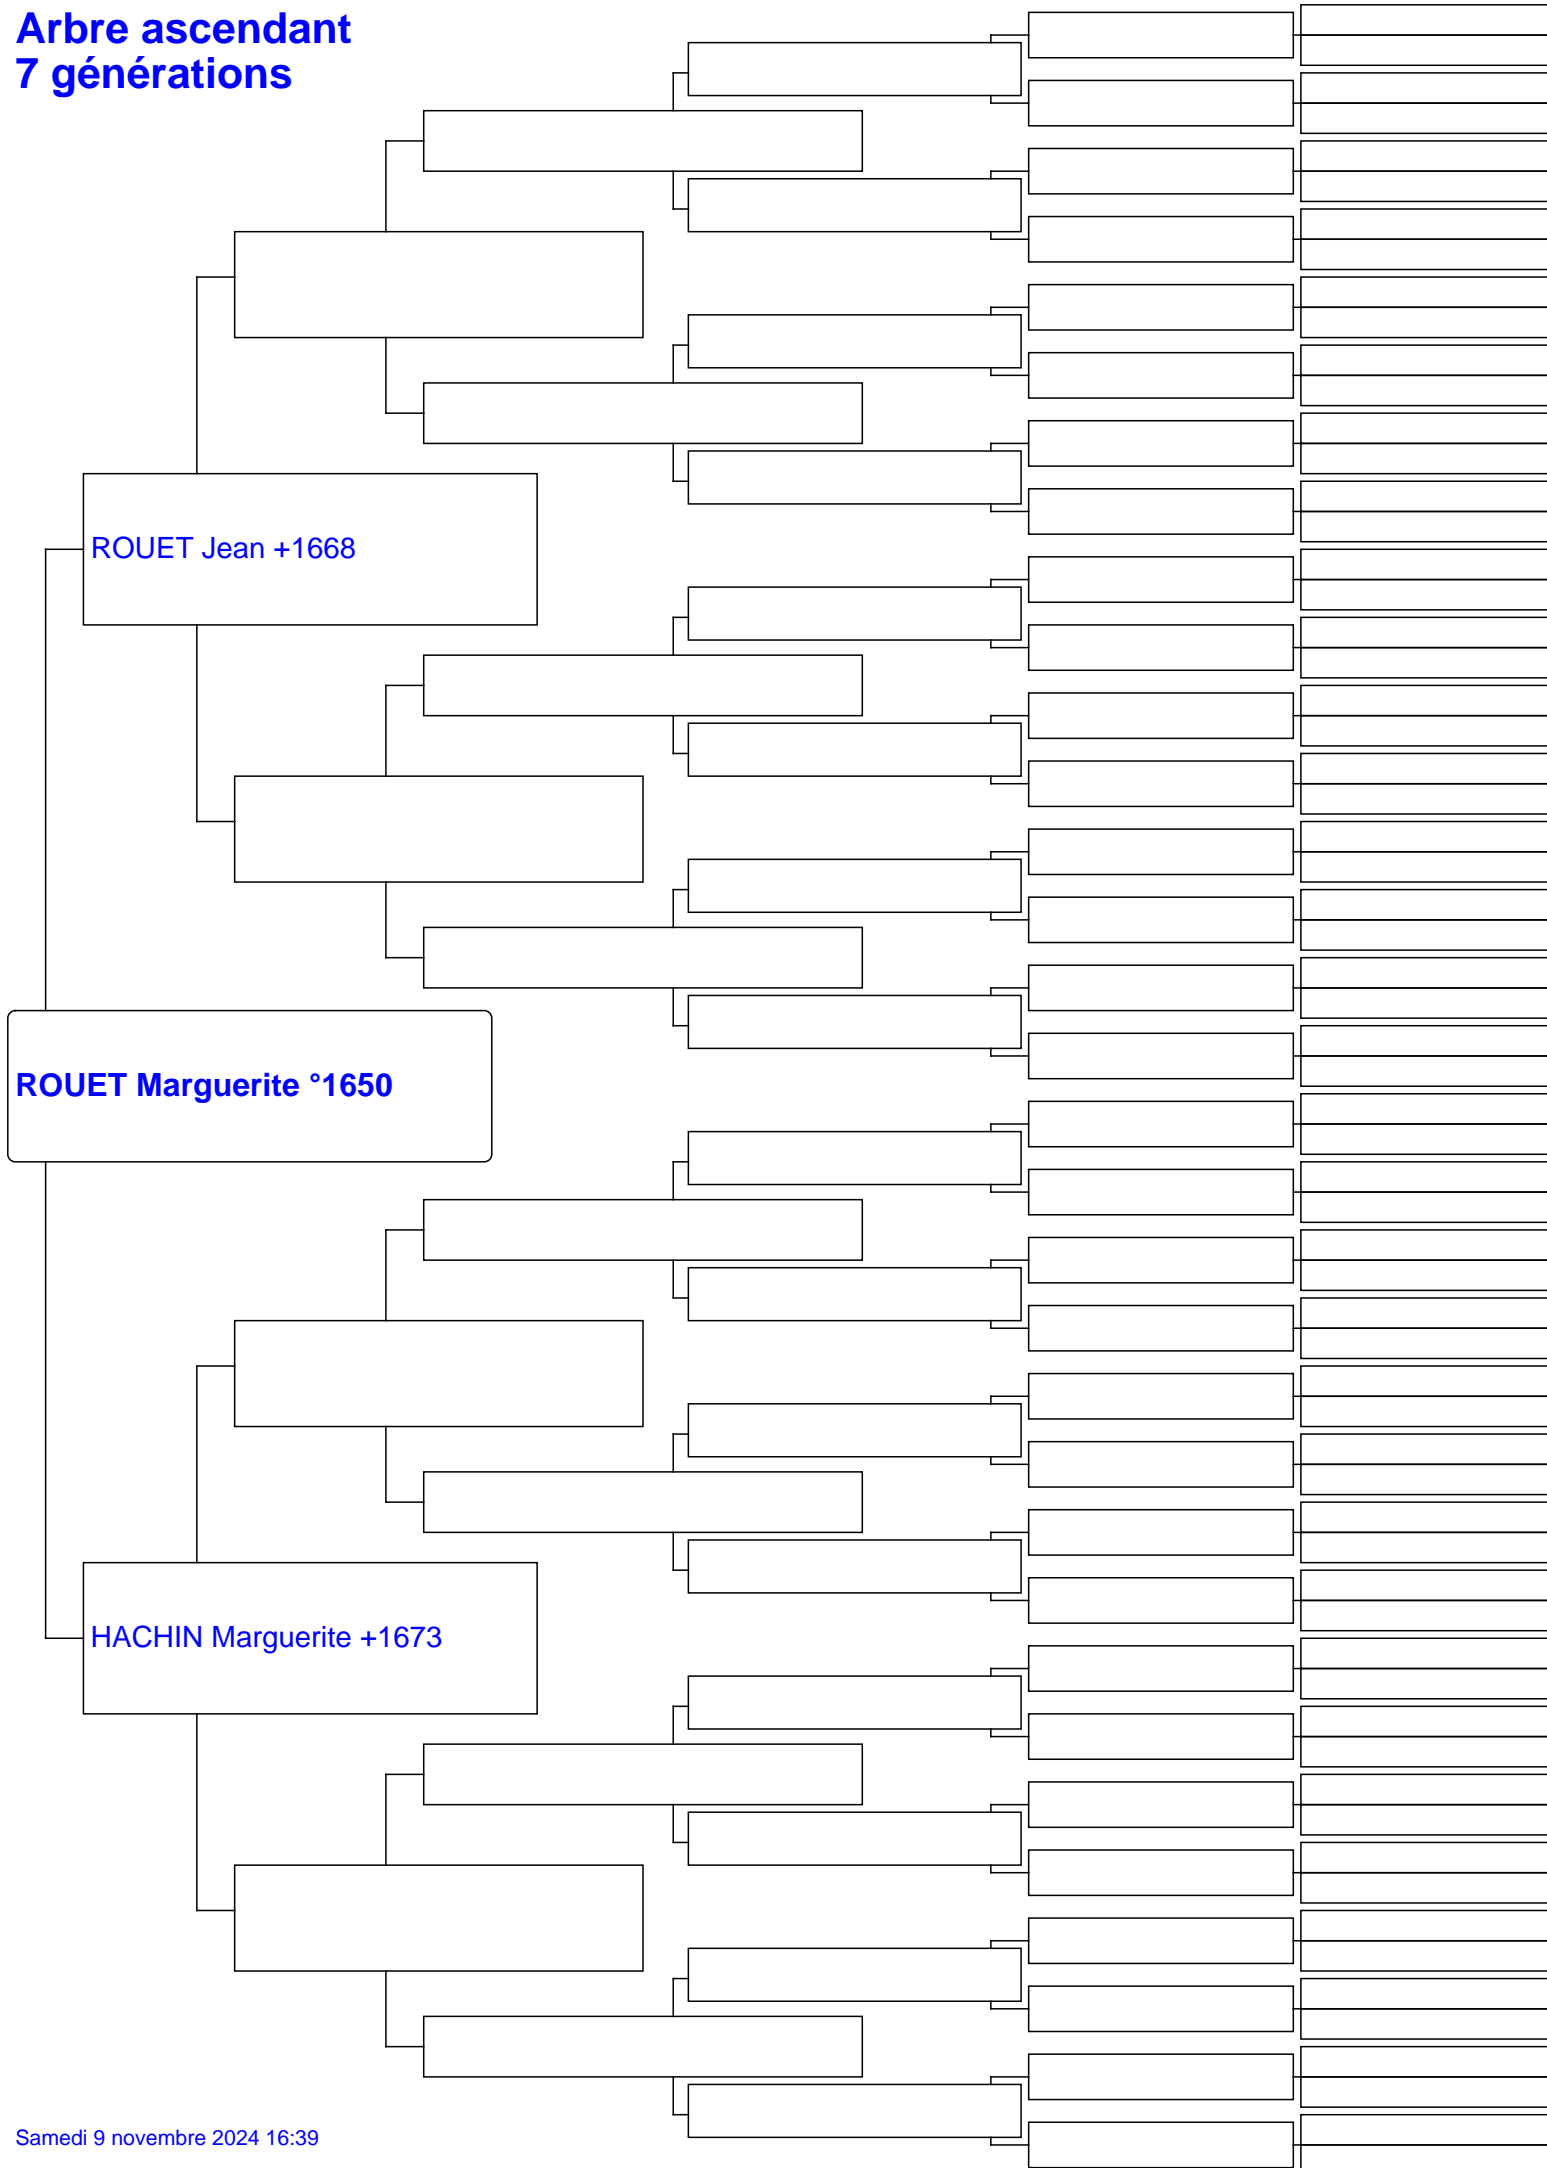 Arbre ascendant
7 générations
ROUET Jean +1668
ROUET Marguerite °1650
HACHIN Marguerite +1673
Samedi 9 novembre 2024 16:39